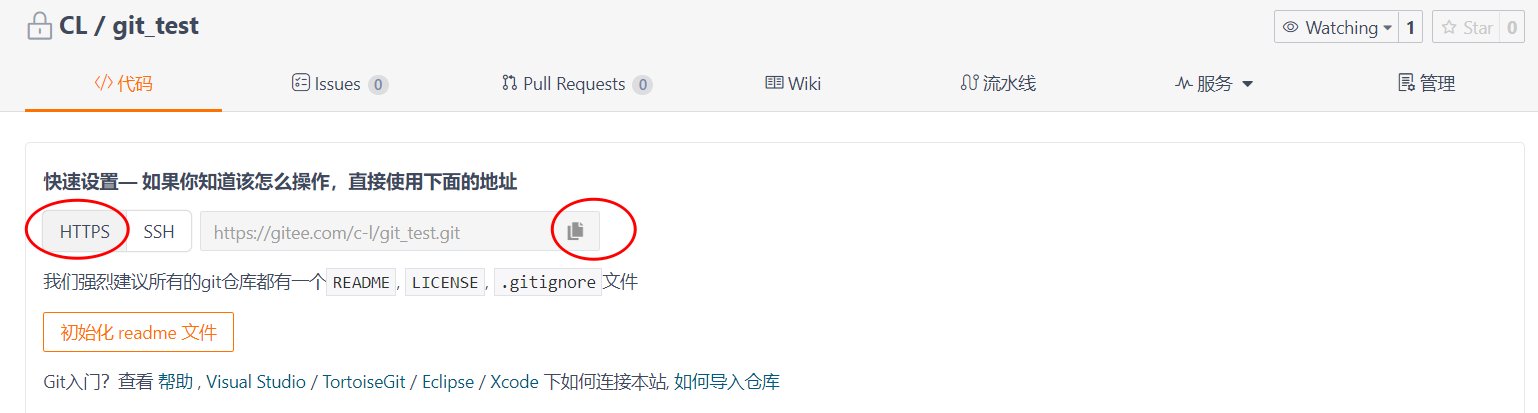 CL / git_test
Watching 1 Star 0
代码 Issues 0 Pull Requests 0 Wiki 流水线 服务 管理
快速设置— 如果你知道该怎么操作，直接使用下面的地址
HTTPS SSH https://gitee.com/c-l/git_test.git
我们强烈建议所有的git仓库都有一个 README, LICENSE, .gitignore 文件
初始化 readme 文件
Git入门？查看 帮助 , Visual Studio / TortoiseGit / Eclipse / Xcode 下如何连接本站, 如何导入仓库